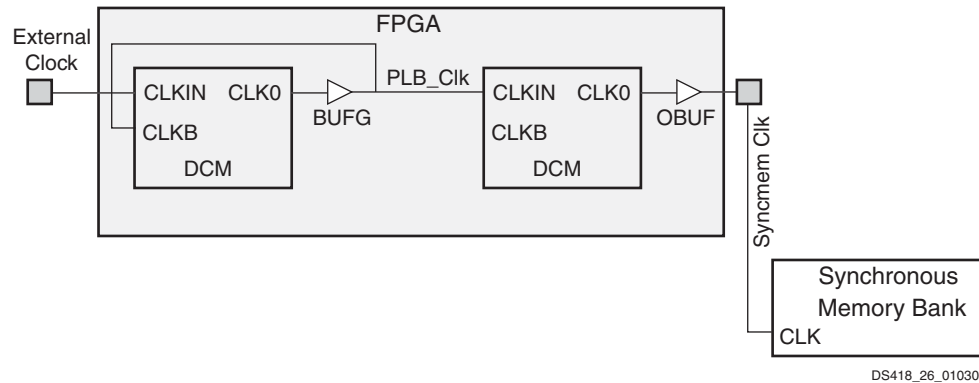 FPGA
External
Clock
CLKIN CLK0
CLKB
DCM
BUFG
PLB_Clk
CLKIN CLK0
CLKB
DCM
OBUF
Syncmem Clk
Synchronous
Memory Bank
CLK
DS418_26_01030